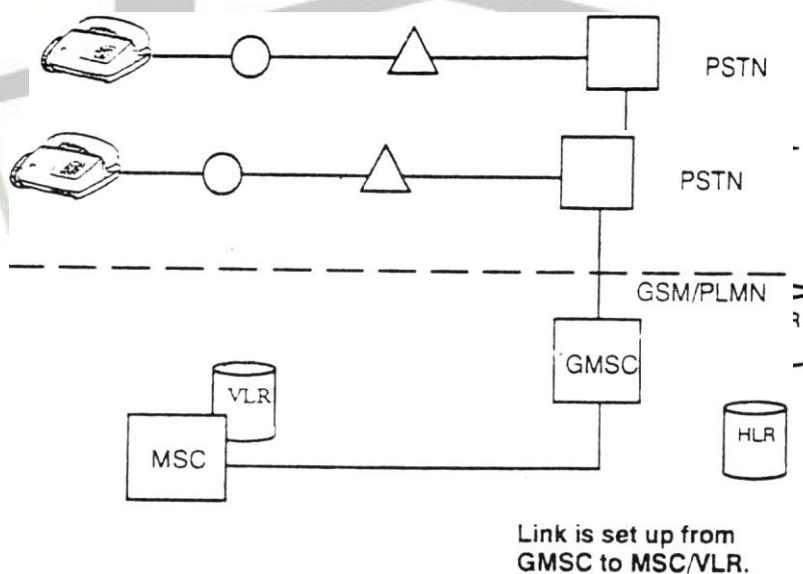 PSTN
PSTN
GSM/PLMN
R
GMSC
VLR
MSC
HLR
Link is set up from
GMSC to MSC/VLR.